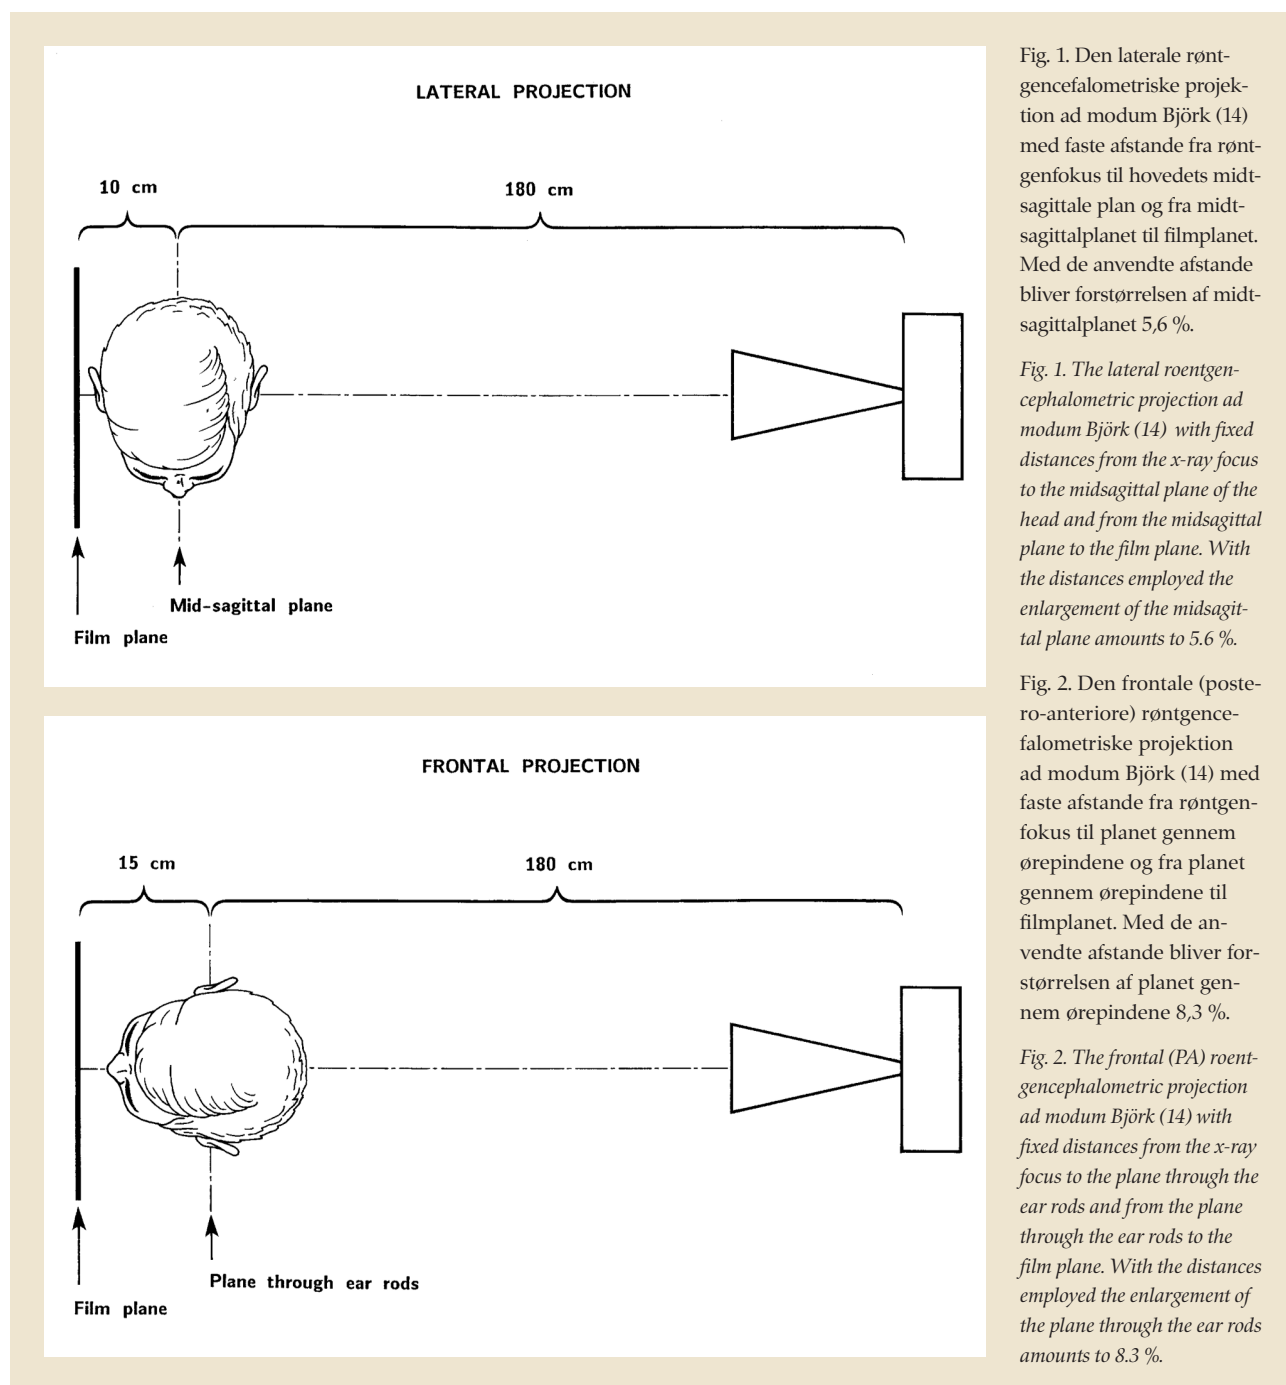 LATERAL PROJECTION
10 cm
180 cm
Mid-sagittal plane
Film plane
FRONTAL PROJECTION
15 cm
180 cm
Plane through ear rods
Film plane
Fig. 1. Den laterale rønt-
gencefalometriske projek-
tion ad modum Björk (14)
med faste afstande fra rønt-
genfokus til hovedets midt-
sagittale plan og fra midt-
sagittalplanet til filmplanet.
Med de anvendte afstande
bliver forstørrelsen af midt-
sagittalplanet 5,6 %.
Fig. 1. The lateral roentgen-
cephalometric projection ad
modum Björk (14) with fixed
distances from the x-ray focus
to the midsagittal plane of the
head and from the midsagittal
plane to the film plane. With
the distances employed the
enlargement of the midsagit-
tal plane amounts to 5.6 %.
Fig. 2. Den frontale (poste-
ro-anteriore) røntgence-
falometriske projektion
ad modum Björk (14) med
faste afstande fra røntgen-
fokus til planet gennem
ørepindene og fra planet
gennem ørepindene til
filmplanet. Med de an-
vendte afstande bliver for-
størrelsen af planet gen-
nem ørepindene 8,3 %.
Fig. 2. The frontal (PA) roent-
gencephalometric projection
ad modum Björk (14) with
fixed distances from the x-ray
focus to the plane through the
ear rods and from the plane
through the ear rods to the
film plane. With the distances
employed the enlargement of
the plane through the ear rods
amounts to 8.3 %.